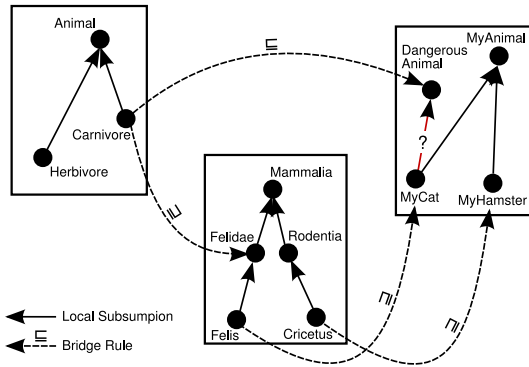 Animal
Carnivore
Herbivore
⊑
Dangerous
Animal
MyAnimal
?
MyCat
MyHamster
⊒
Mammalia
Felidae
Rodentia
Felis
Cricetus
⊒
⊒
Local Subsumpion
⊑
Bridge Rule